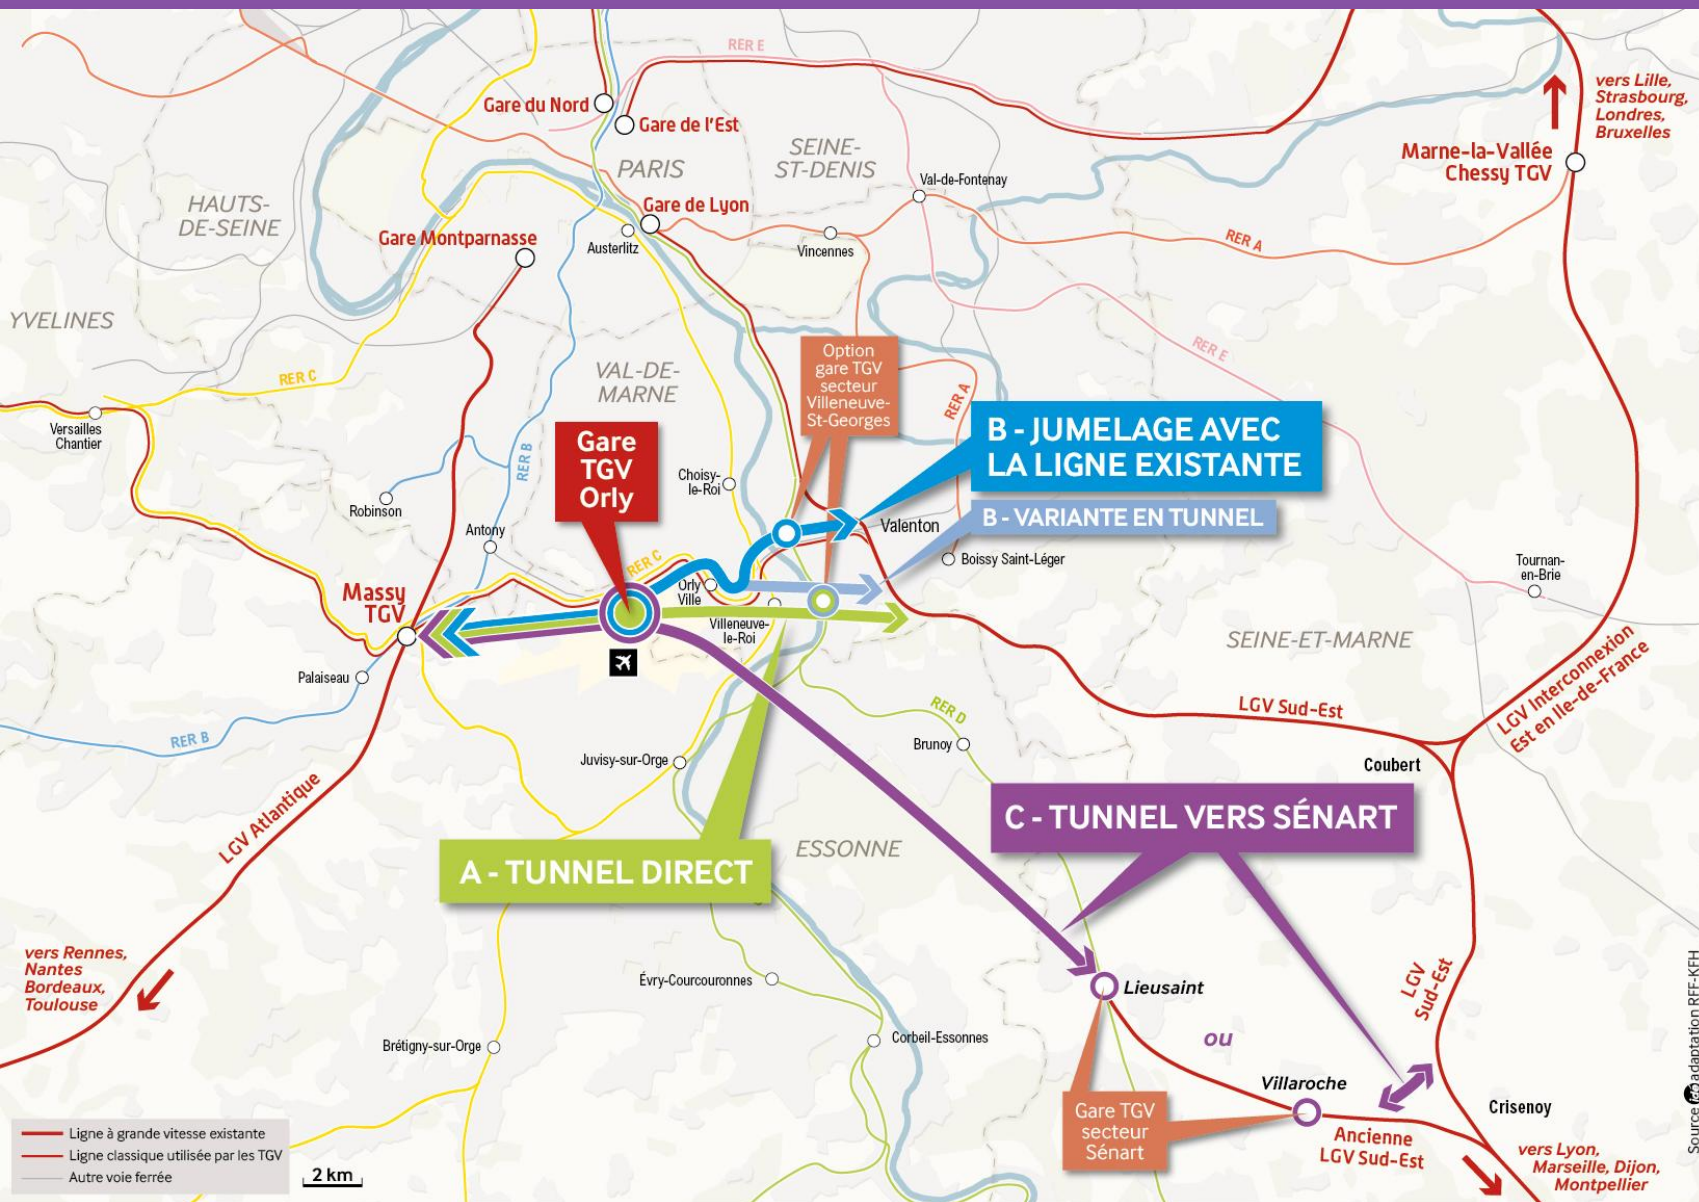 RER E
Gare du Nord
Gare de l'Est
PARIS
SEINE-
ST-DENIS
vers Lille,
Strasbourg,
Londres,
Bruxelles
Marne-la-Vallée
Chessy TGV
HAUTS-
DE-SEINE
Gare de Lyon
Val-de-Fontenay
Gare Montparnasse
Austerlitz
Vincennes
RER A
YVELINES
RER C
VAL-DE-
MARNE
Option
gare TGV
secteur
Villeneuve-
St-Georges
RER E
RER A
Versailles
Chantier
Gare
TGV
Orly
B - JUMELAGE AVEC
LA LIGNE EXISTANTE
RER B
Choisy-
le-Roi
Robinson
Antony
Valenton
B - VARIANTE EN TUNNEL
RER C
Boissy Saint-Léger
Tournan-
en-Brie
Massy
TGV
Orly
Ville
Villeneuve-
le-Roi
SEINE-ET-MARNE
Palaiseau
RER B
LGV Sud-Est
LGV Interconnexion
Est en Ile-de-France
RER D
Brunoy
Juvisy-sur-Orge
Coubert
LGV Atlantique
C - TUNNEL VERS SÉNART
A - TUNNEL DIRECT
ESSONNE
vers Rennes,
Nantes
Bordeaux,
Toulouse
Évry-Courcouronnes
Lieusaint
LGV
Sud-Est
Brétigny-sur-Orge
Corbeil-Essonnes
ou
Villaroche
Gare TGV
secteur
Sénart
Crisenoy
Ancienne
LGV Sud-Est
vers Lyon,
Marseille, Dijon,
Montpellier
Ligne à grande vitesse existante
Ligne classique utilisée par les TGV
Autre voie ferrée
2 km
Source adaptation RFF-KFH